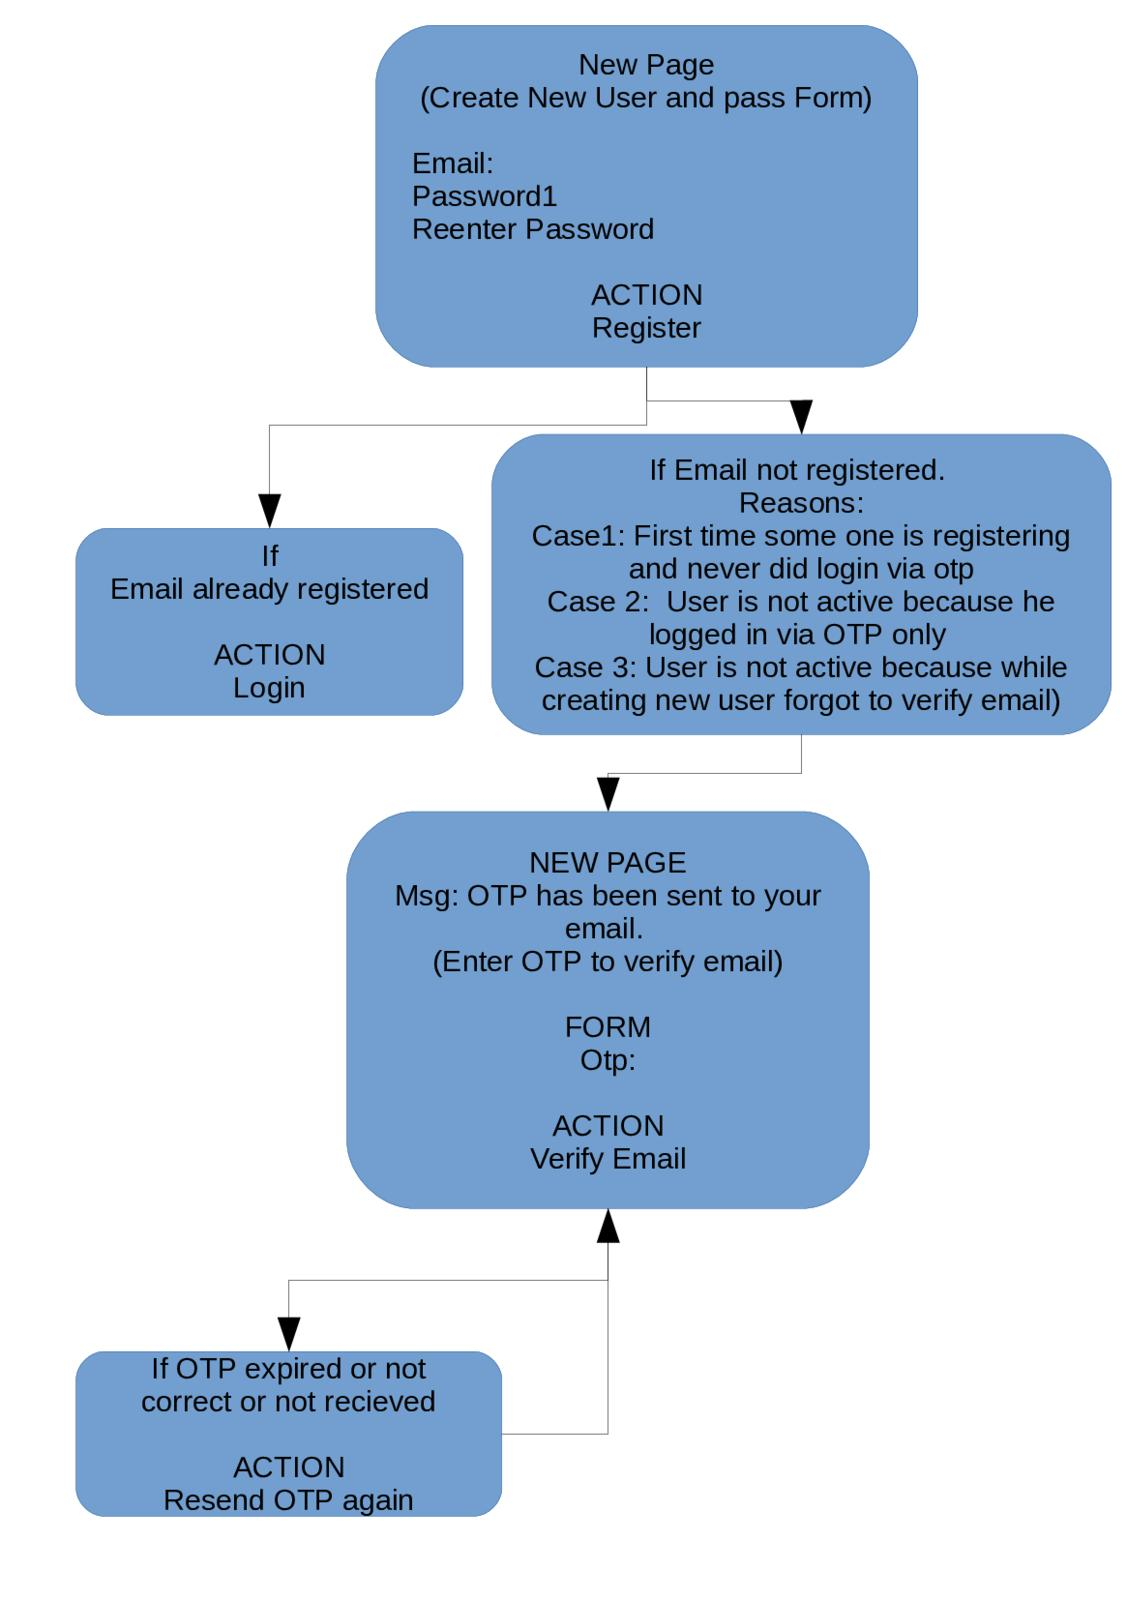 New Page
(Create New User and pass Form)
Email:
Password1
Reenter Password
ACTION
Register
If
Email already registered
ACTION
Login
If Email not registered.
Reasons:
Case1: First time some one is registering
and never did login via otp
Case 2:  User is not active because he
logged in via OTP only
Case 3: User is not active because while
creating new user forgot to verify email)
NEW PAGE
Msg: OTP has been sent to your
email.
(Enter OTP to verify email)
FORM
Otp:
ACTION
Verify Email
If OTP expired or not
correct or not recieved
ACTION
Resend OTP again